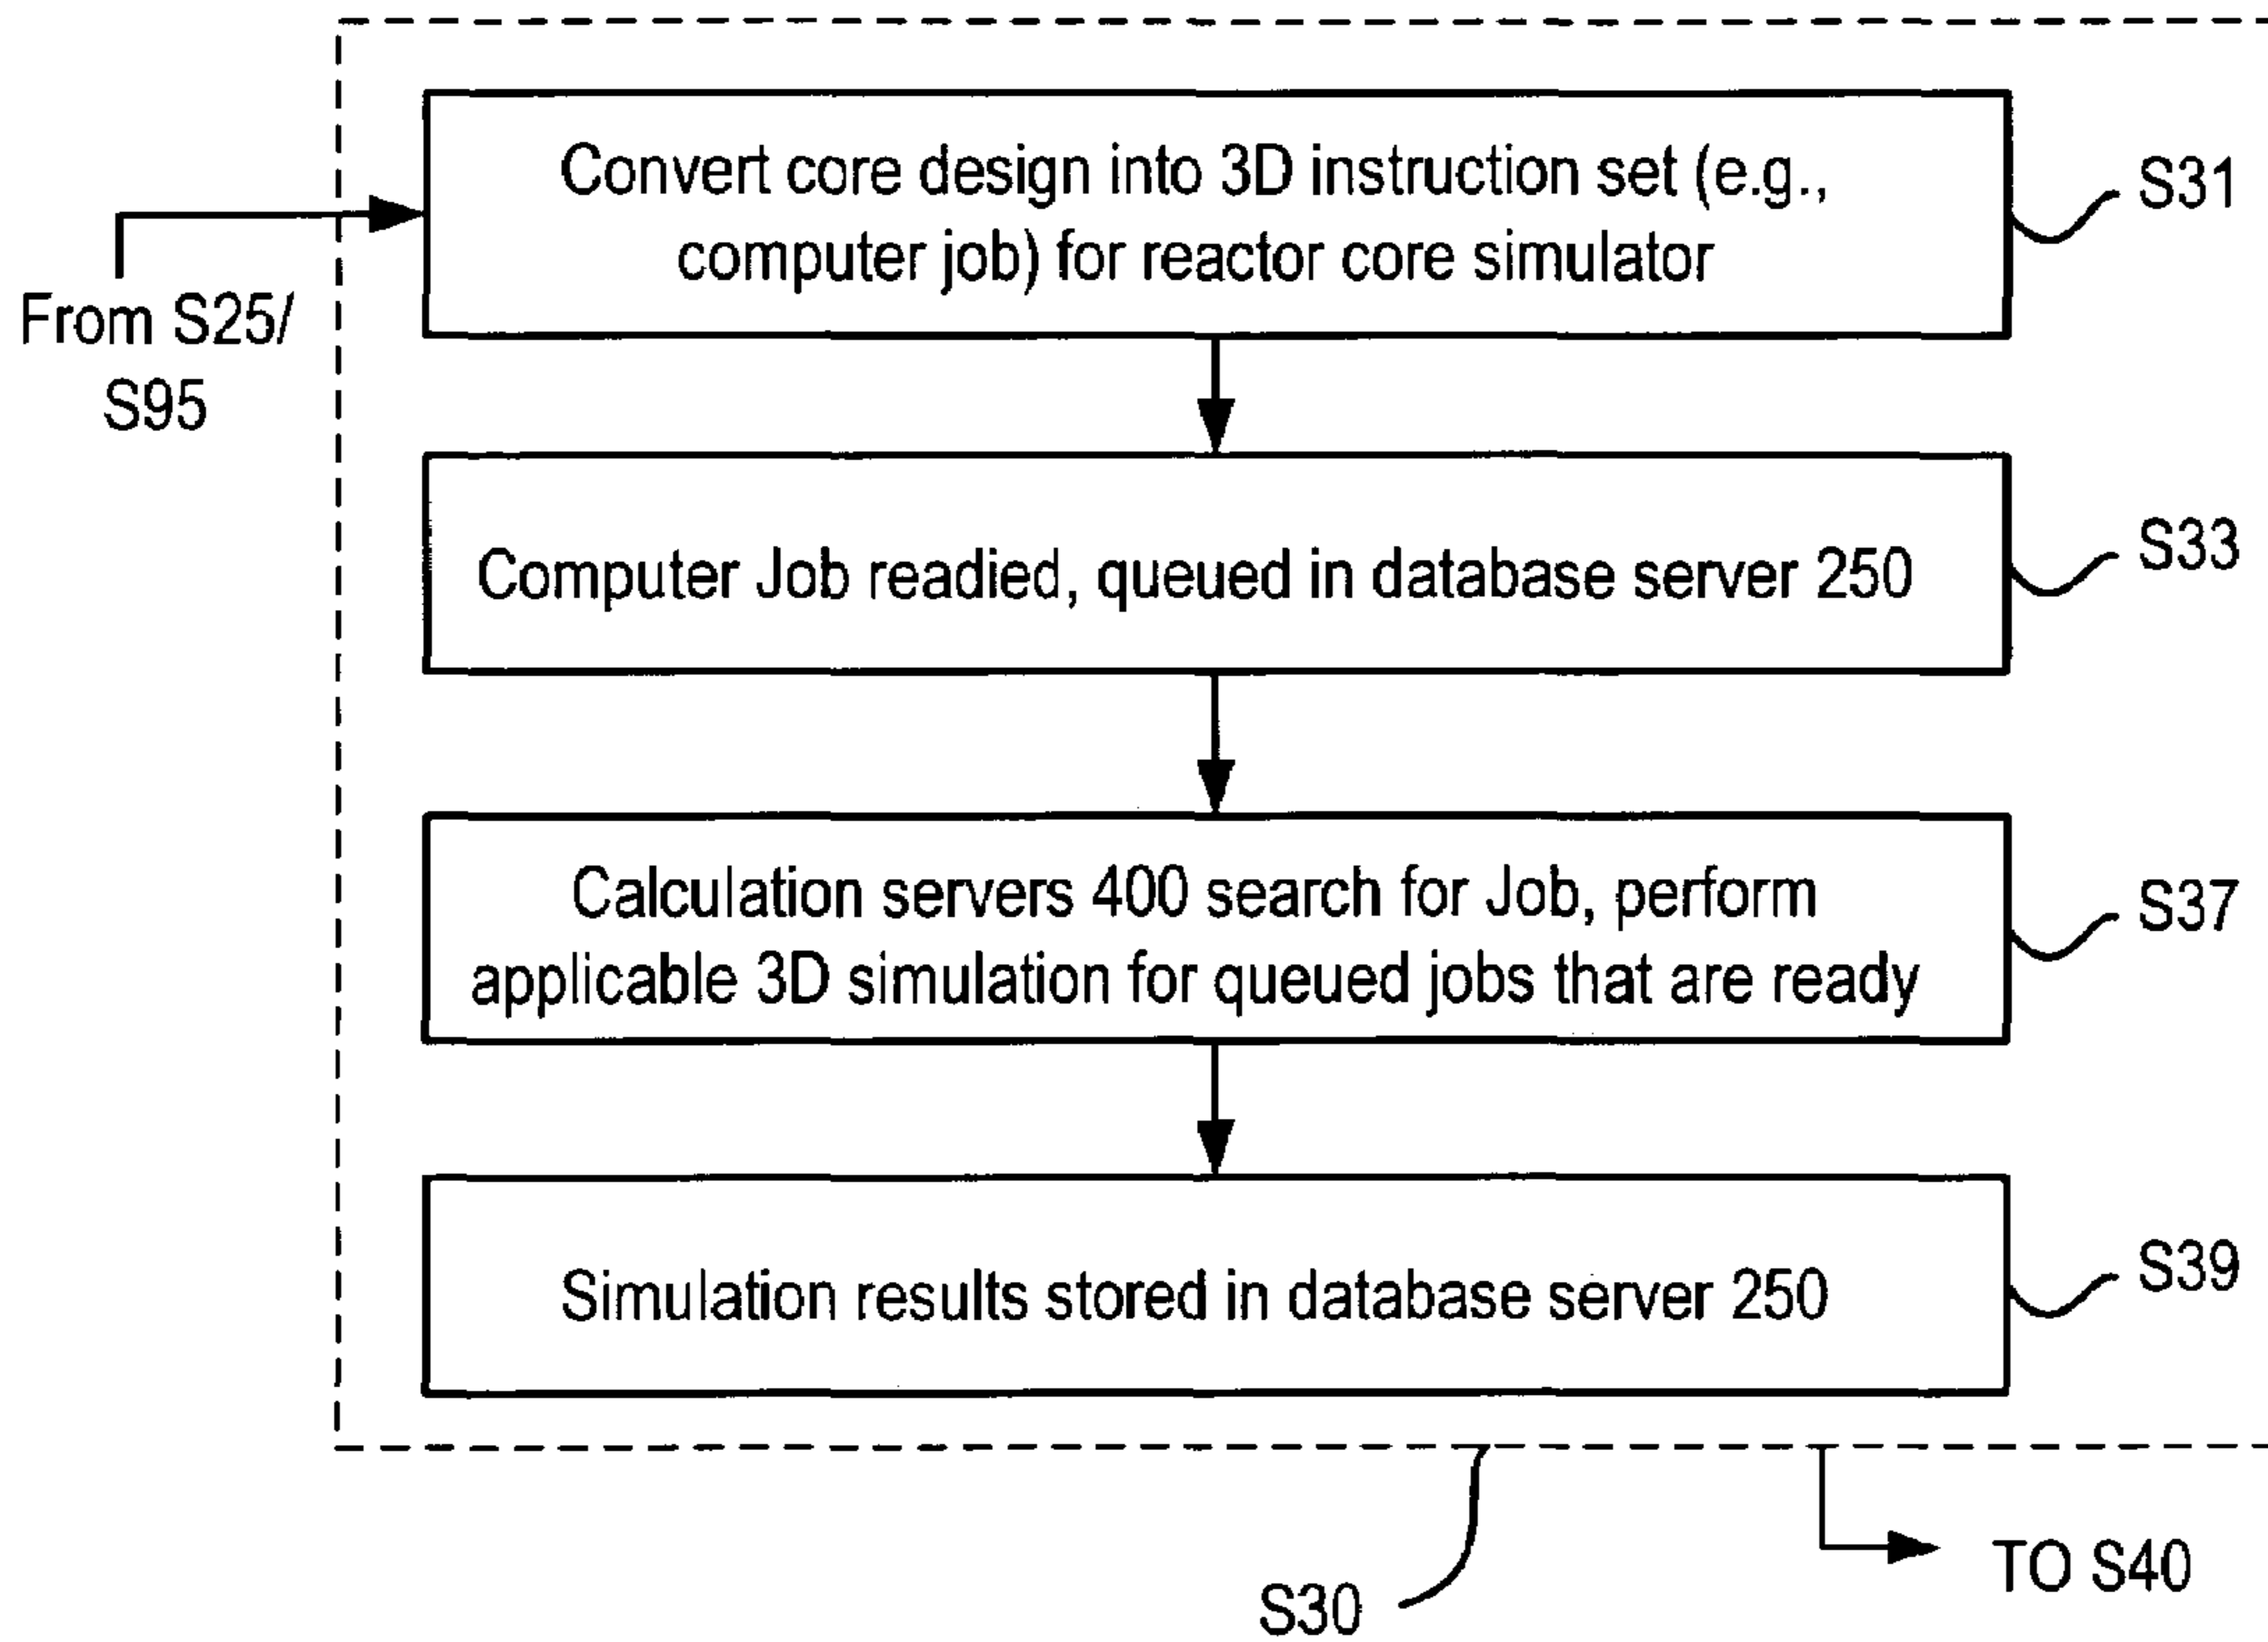 Convert core design into 3D instruction set (e.g.,
computer job) for reactor core simulator
S31
From S25/
S95
Computer Job readied, queued in database server 250
S33
Calculation servers 400 search for Job, perform
applicable 3D simulation for queued jobs that are ready
S37
Simulation results stored in database server 250
S39
S30
TO S40